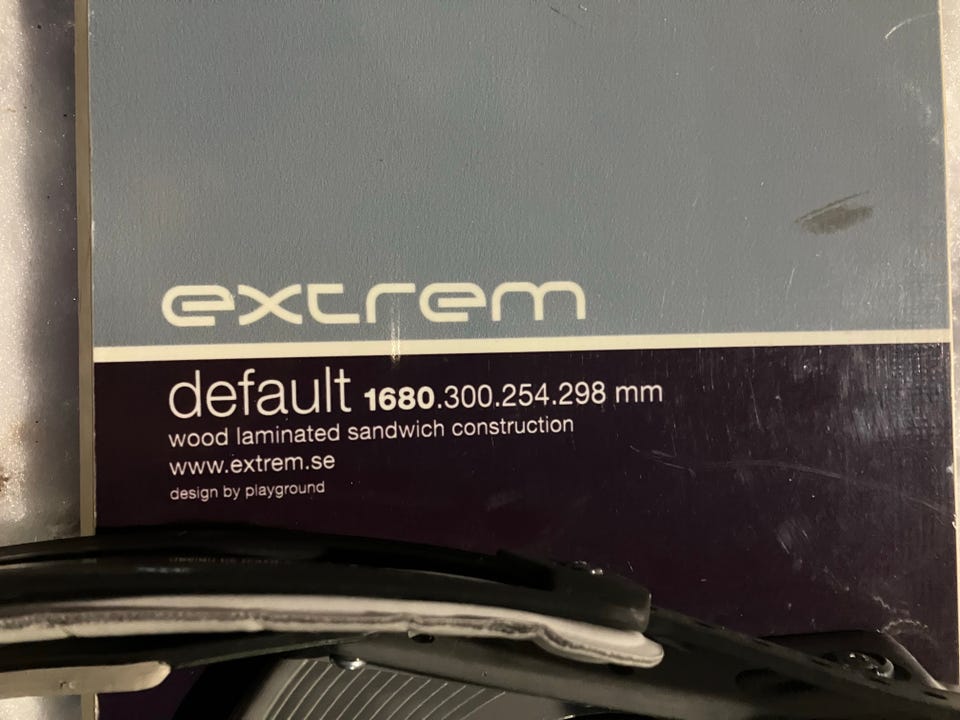 extrem
default 1680.300.254.298 mm
wood laminated sandwich construction
www.extrem.se
design by playground